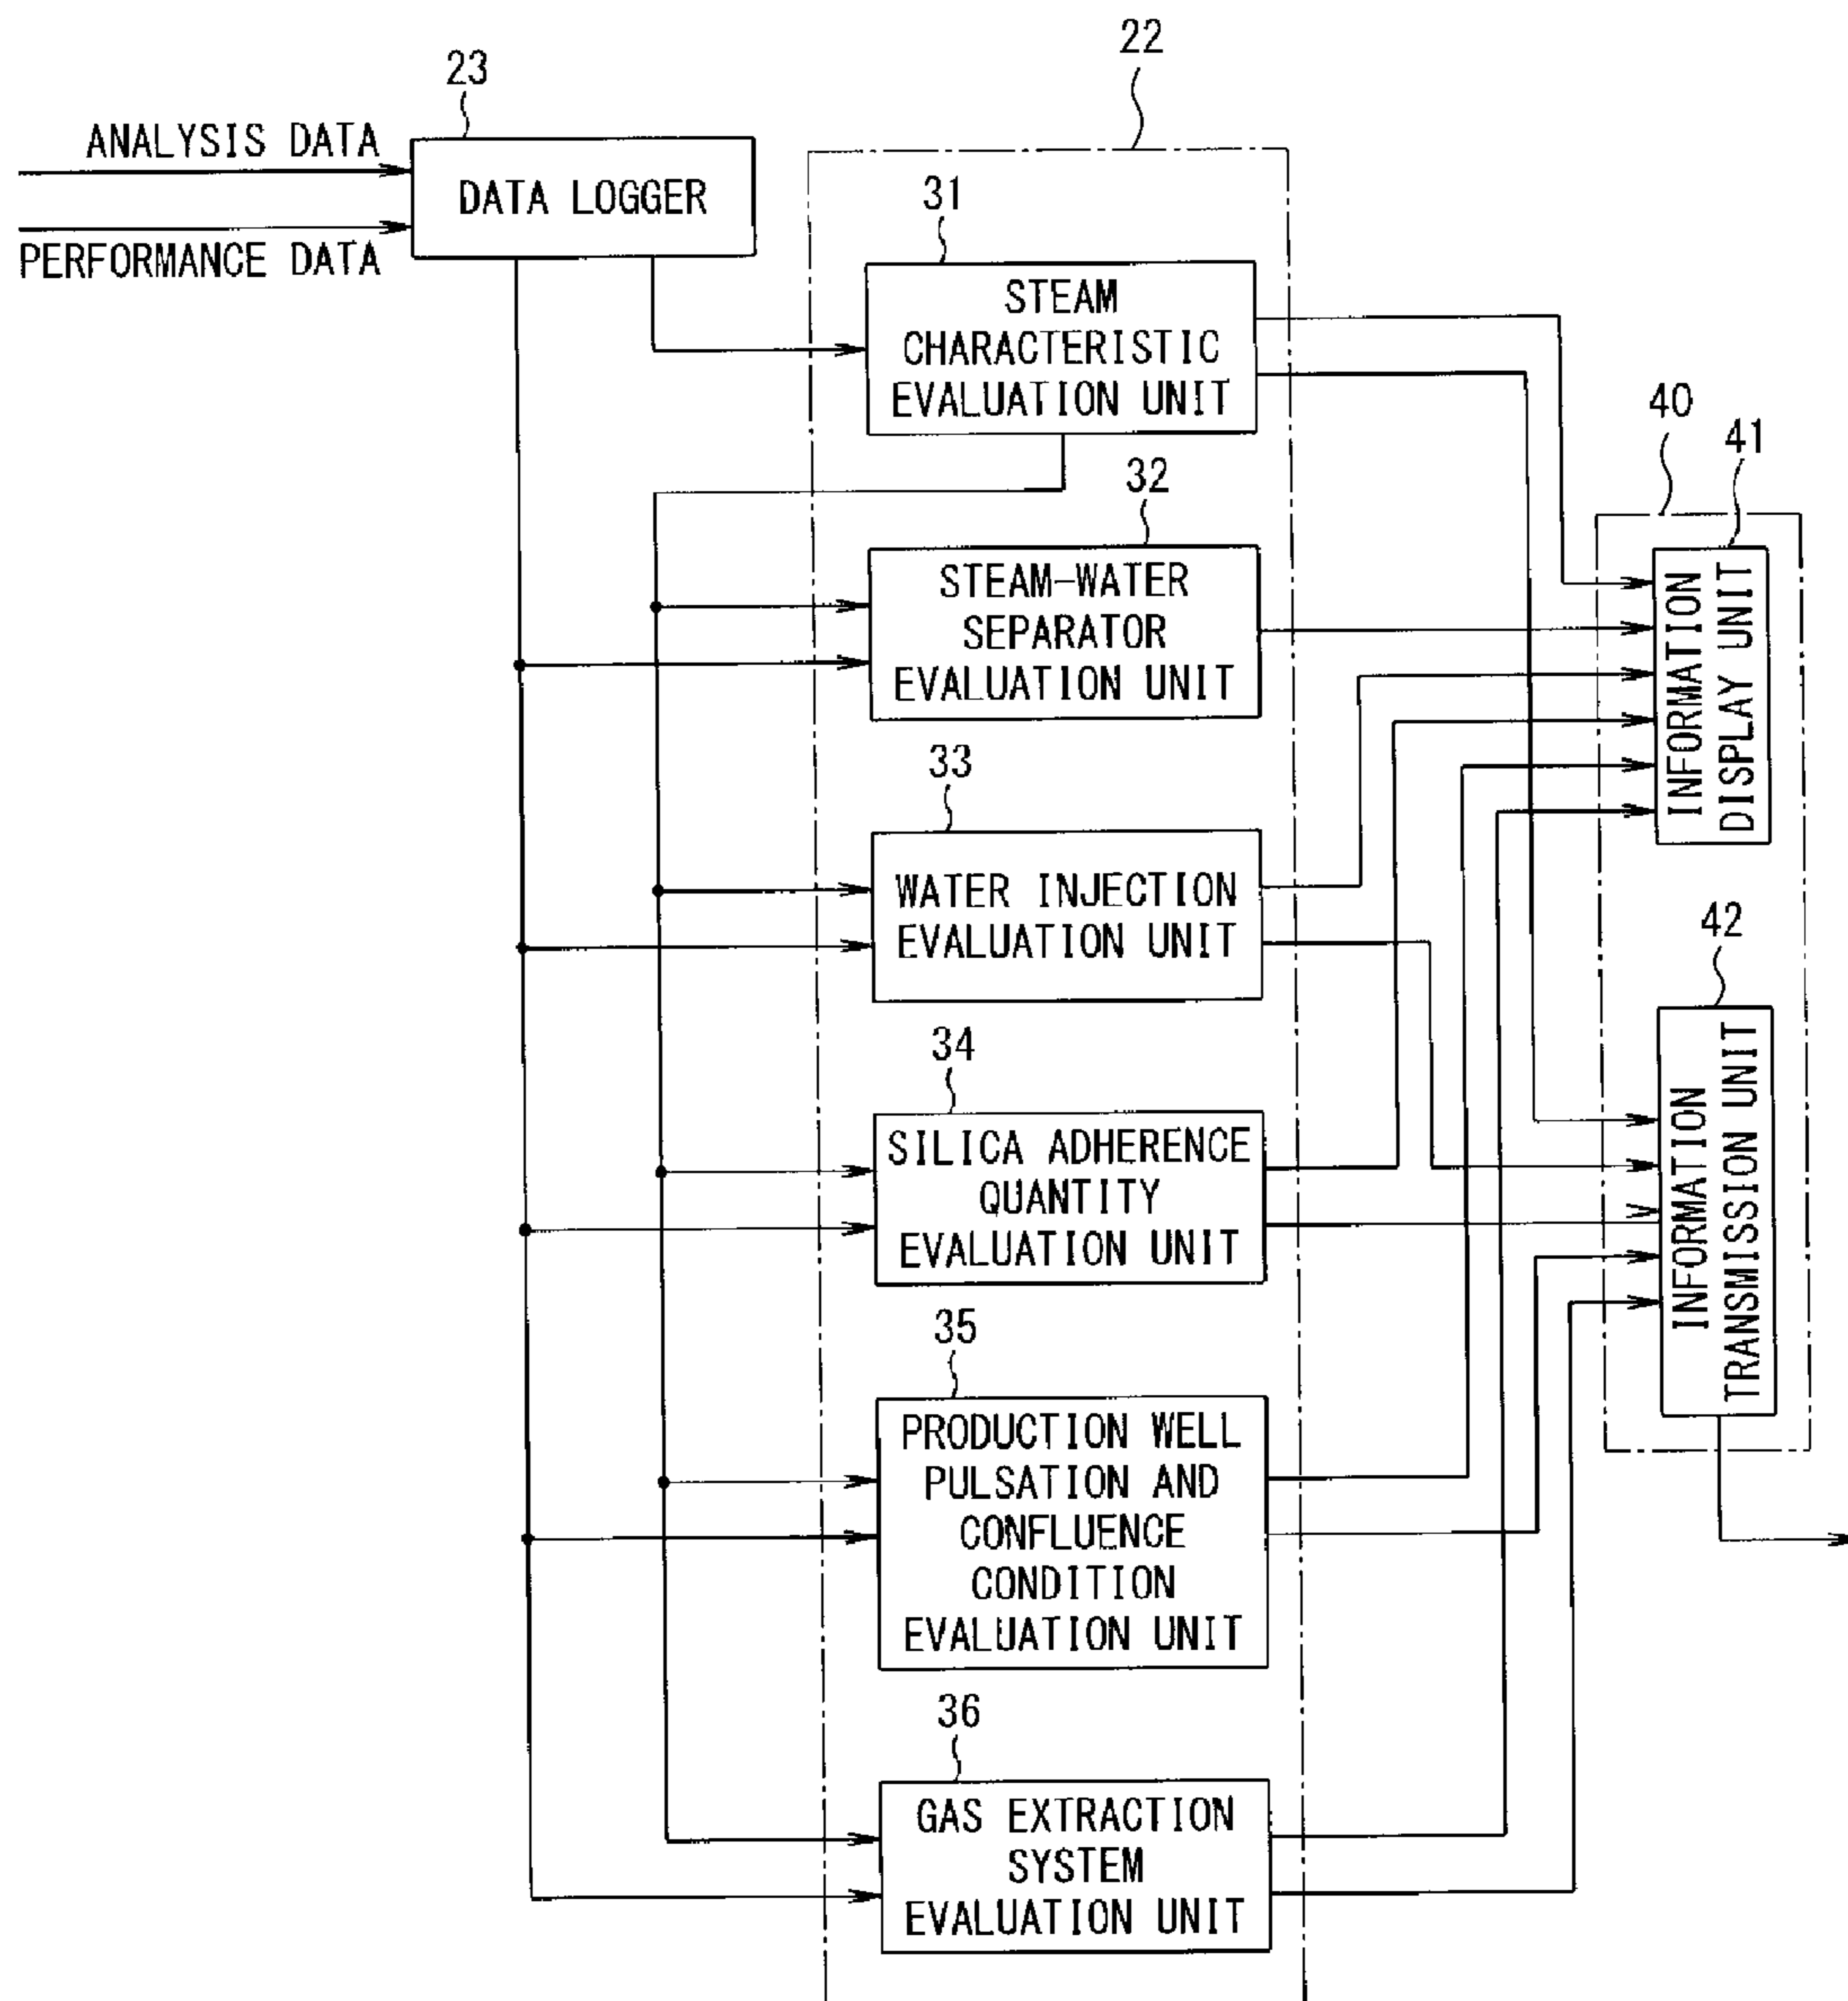 22
23
ANALYSIS DATA
DATA LOGGER
PERFORMANCE DATA
31
STEAM
CHARACTERISTIC
EVALUATION UNIT
40
41
32
STEAM-WATER
SEPARATOR
EVALUATION UNIT
INFORMATION
DISPLAY UNIT
33
WATER INJECTION
EVALUATION UNIT
42
INFORMATION
TRANSMISSION UNIT
34
SILICA ADHERENCE
QUANTITY
EVALUATION UNIT
35
PRODUCTION WELL
PULSATION AND
CONFLUENCE
CONDITION
EVALUATION UNIT
36
GAS EXTRACTION
SYSTEM
EVALUATION UNIT